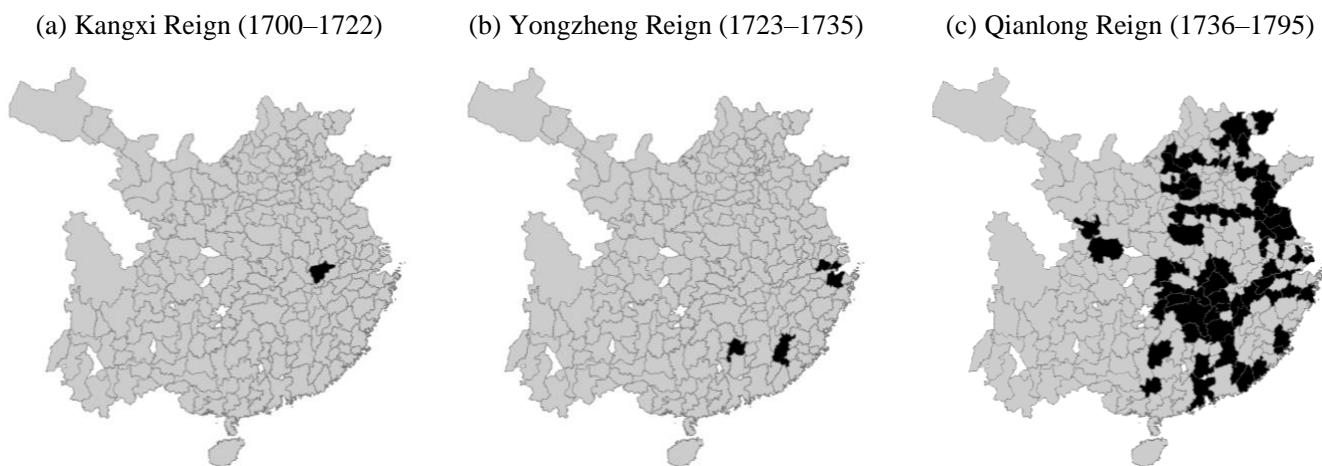 (a) Kangxi Reign (1700–1722)
(b) Yongzheng Reign (1723–1735)
(c) Qianlong Reign (1736–1795)